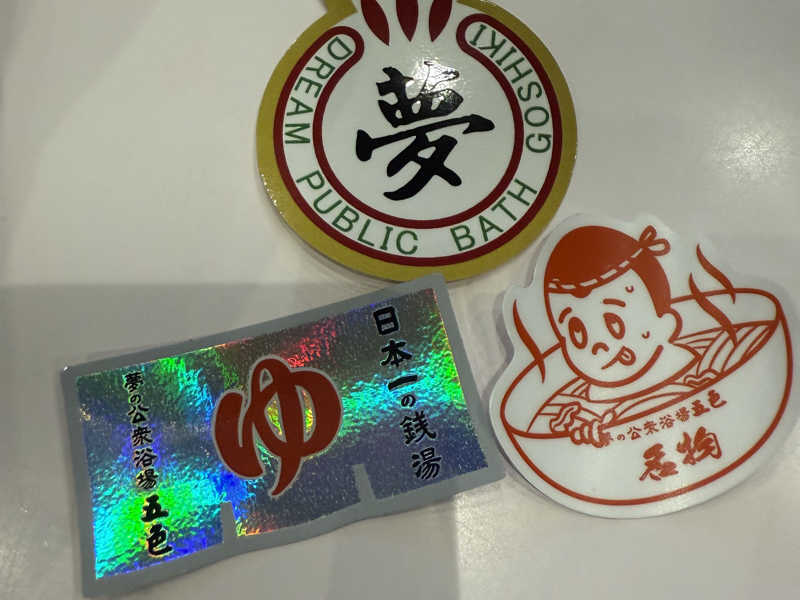 DREAM PUBLIC BATH GOSHIKI
夢
日本一の銭湯
ゆ
夢の公衆浴場 五色
夢の公衆浴場五色
名物